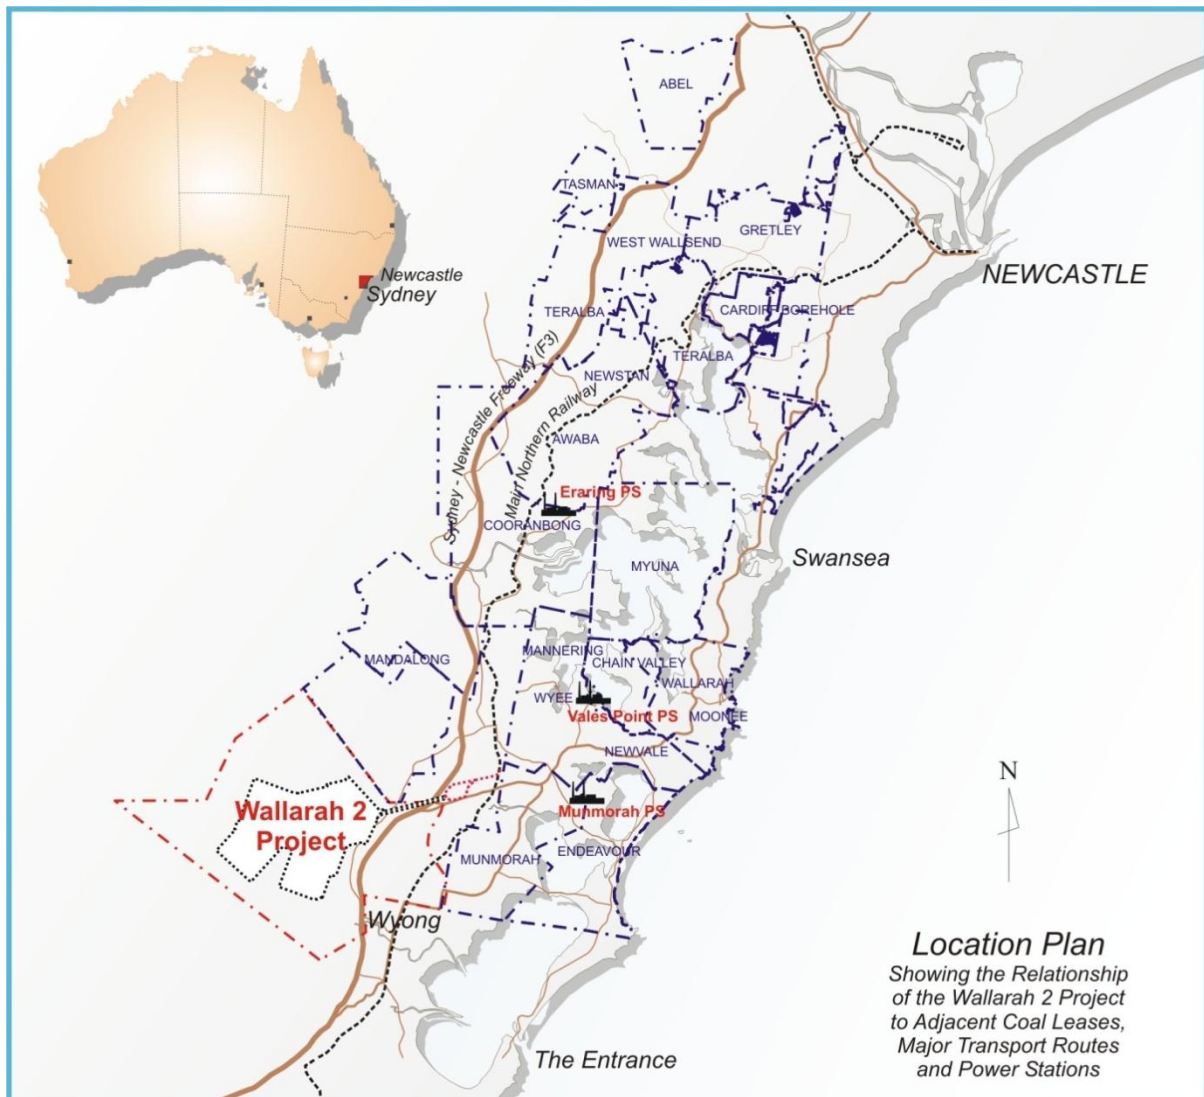 ABEL
TASMAN
WEST WALLSEND
GRETLEY
Newcastle
Sydney
NEWCASTLE
TERALBA
CARDIFF BOREHOLE
TERALBA
NEWSTAN
Sydney - Newcastle Freeway (F3)
Main Northern Railway
AWABA
Eraring PS
COORANBONG
Swansea
MYUNA
MANNERING
CHAIN VALLEY
MANDALONG
WALLARAH
WYEE
Vales Point PS
MOONEE
NEWVALE
N
Wallarah 2
Project
Munmorah PS
ENDEAVOUR
MUNMORAH
Wyong
Location Plan
Showing the Relationship
of the Wallarah 2 Project
to Adjacent Coal Leases,
Major Transport Routes
and Power Stations
The Entrance